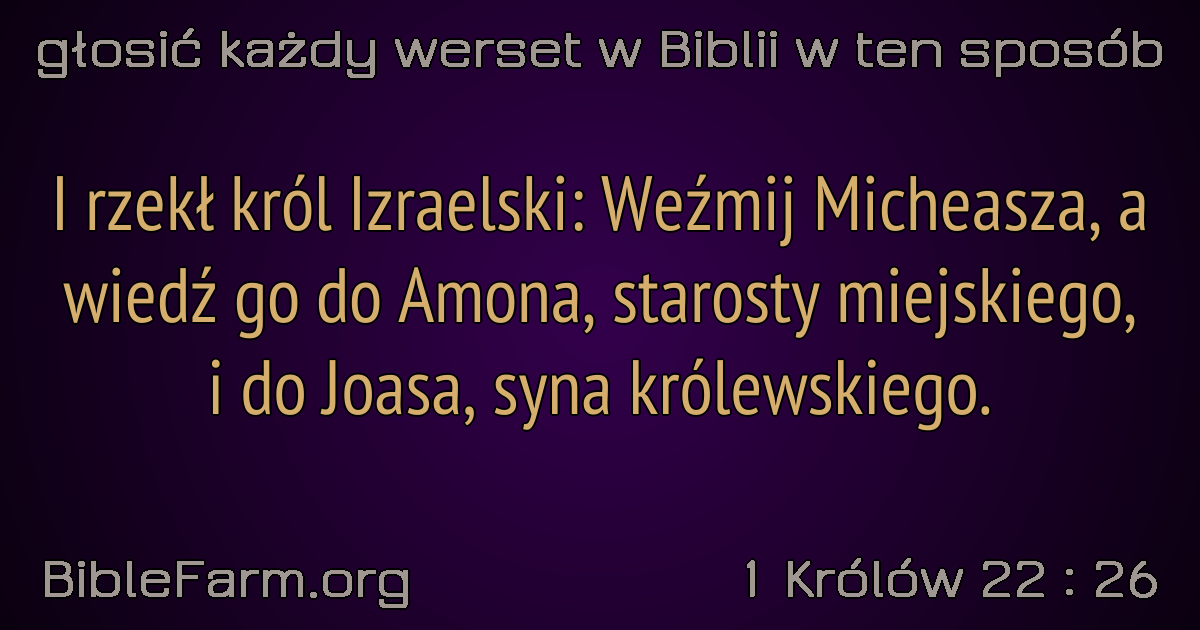 głosić każdy werset w Biblii w ten sposób
I rzekł król Izraelski: Weźmij Micheasza, a
wiedź go do Amona, starosty miejskiego,
i do Joasa, syna królewskiego.
BibleFarm.org
1 Królów 22 : 26